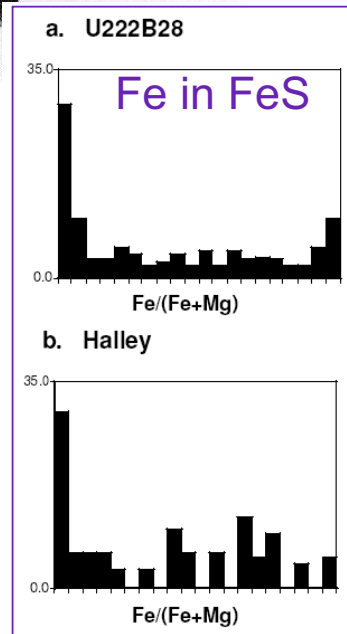 a. U222B28
35.0
Fe in FeS
0.0
Fe/(Fe+Mg)
b. Halley
35.0
0.0
Fe/(Fe+Mg)